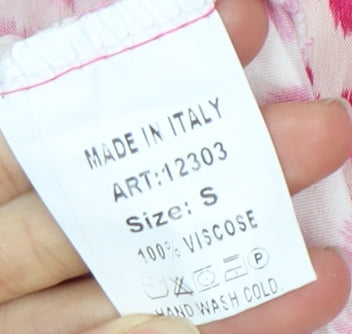 MADE IN ITALY
ART:12303
Size: S
100% VISCOSE
P
HAND WASH COLD.